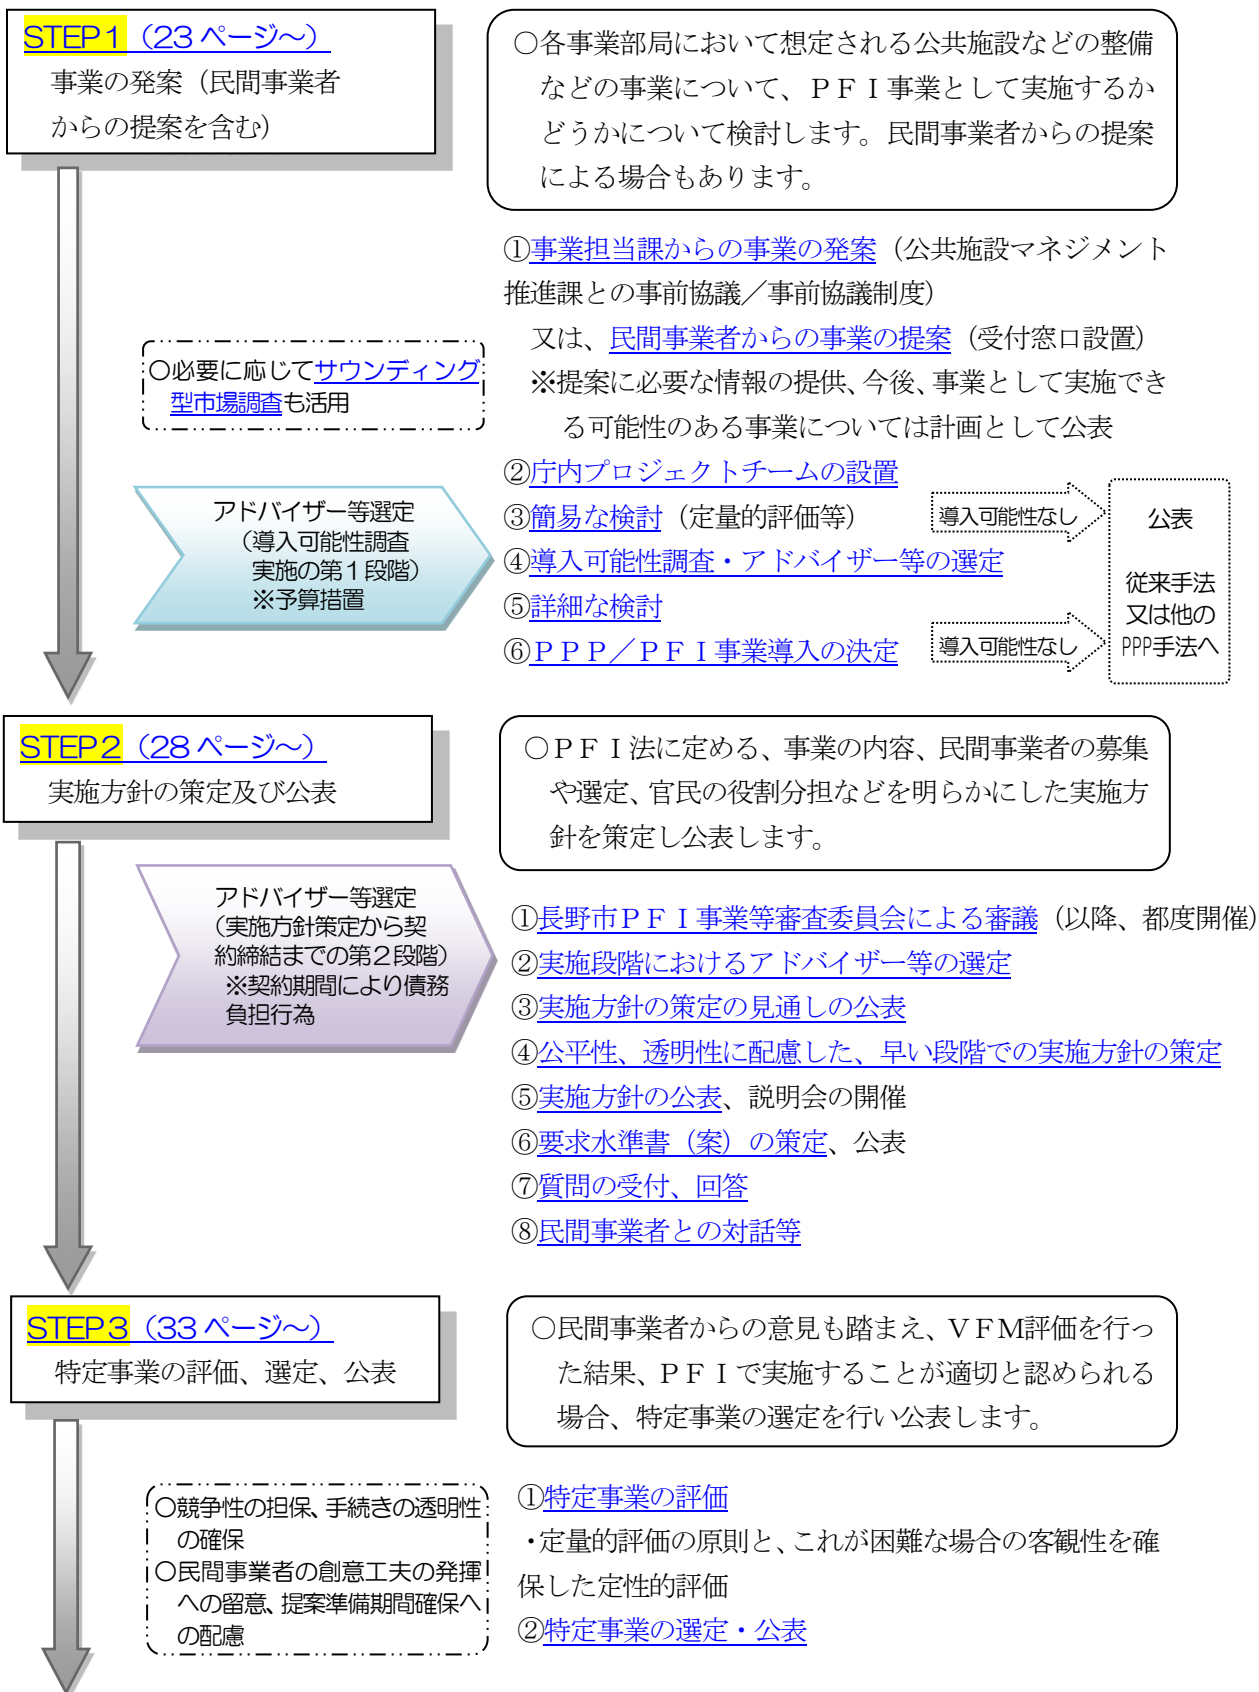 STEP1（23ページ～）
事業の発案（民間事業者
からの提案を含む）
○各事業部局において想定される公共施設などの整備
などの事業について、ＰＦＩ事業として実施するか
どうかについて検討します。民間事業者からの提案
による場合もあります。
①事業担当課からの事業の発案（公共施設マネジメント
推進課との事前協議／事前協議制度）
又は、民間事業者からの事業の提案（受付窓口設置）
※提案に必要な情報の提供、今後、事業として実施でき
る可能性のある事業については計画として公表
○必要に応じてサウンディング
型市場調査も活用
②庁内プロジェクトチームの設置
③簡易な検討（定量的評価等）
④導入可能性調査・アドバイザー等の選定
⑤詳細な検討
⑥ＰＰＰ／ＰＦＩ事業導入の決定
アドバイザー等選定
（導入可能性調査
実施の第１段階）
※予算措置
導入可能性なし
導入可能性なし
公表
従来手法
又は他の
PPP手法へ
STEP2（28ページ～）
実施方針の策定及び公表
○ＰＦＩ法に定める、事業の内容、民間事業者の募集
や選定、官民の役割分担などを明らかにした実施方
針を策定し公表します。
アドバイザー等選定
（実施方針策定から契
約締結までの第２段階）
※契約期間により債務
負担行為
①長野市ＰＦＩ事業等審査委員会による審議（以降、都度開催）
②実施段階におけるアドバイザー等の選定
③実施方針の策定の見通しの公表
④公平性、透明性に配慮した、早い段階での実施方針の策定
⑤実施方針の公表、説明会の開催
⑥要求水準書（案）の策定、公表
⑦質問の受付、回答
⑧民間事業者との対話等
STEP3（33ページ～）
特定事業の評価、選定、公表
○民間事業者からの意見も踏まえ、ＶＦＭ評価を行っ
た結果、ＰＦＩで実施することが適切と認められる
場合、特定事業の選定を行い公表します。
○競争性の担保、手続きの透明性
の確保
○民間事業者の創意工夫の発揮
への留意、提案準備期間確保へ
の配慮
①特定事業の評価
・定量的評価の原則と、これが困難な場合の客観性を確
保した定性的評価
②特定事業の選定・公表